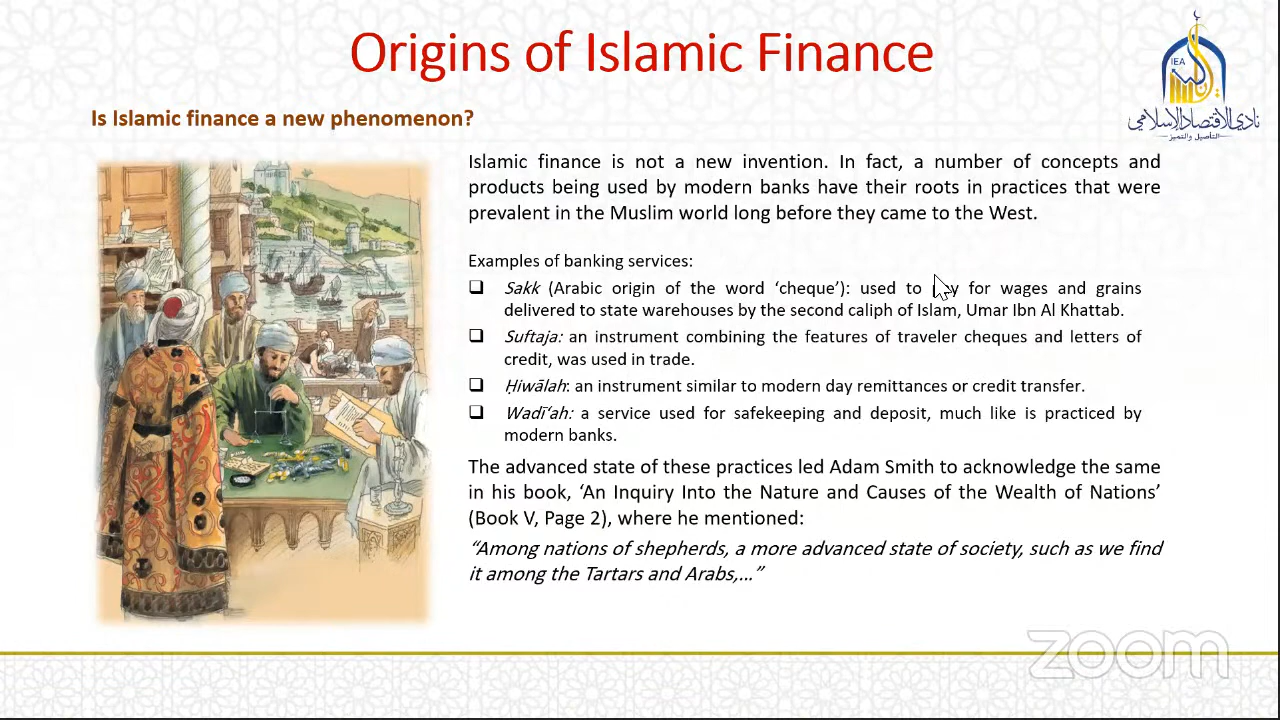 Origins of Islamic Finance
IEA
نادي الاقتصاد الإسلامي
التأصيل والتميز
Is Islamic finance a new phenomenon?
Islamic finance is not a new invention. In fact, a number of concepts and
products being used by modern banks have their roots in practices that were
prevalent in the Muslim world long before they came to the West.
Examples of banking services:
Sakk (Arabic origin of the word ‘cheque’): used to for wages and grains
delivered to state warehouses by the second caliph of Islam, Umar Ibn Al Khattab.
Suftaja: an instrument combining the features of traveler cheques and letters of
credit, was used in trade.
Ḥiwālah: an instrument similar to modern day remittances or credit transfer.
Wadī‘ah: a service used for safekeeping and deposit, much like is practiced by
modern banks.
The advanced state of these practices led Adam Smith to acknowledge the same
in his book, ‘An Inquiry Into the Nature and Causes of the Wealth of Nations’
(Book V, Page 2), where he mentioned:
“Among nations of shepherds, a more advanced state of society, such as we find
it among the Tartars and Arabs,…”
zoom